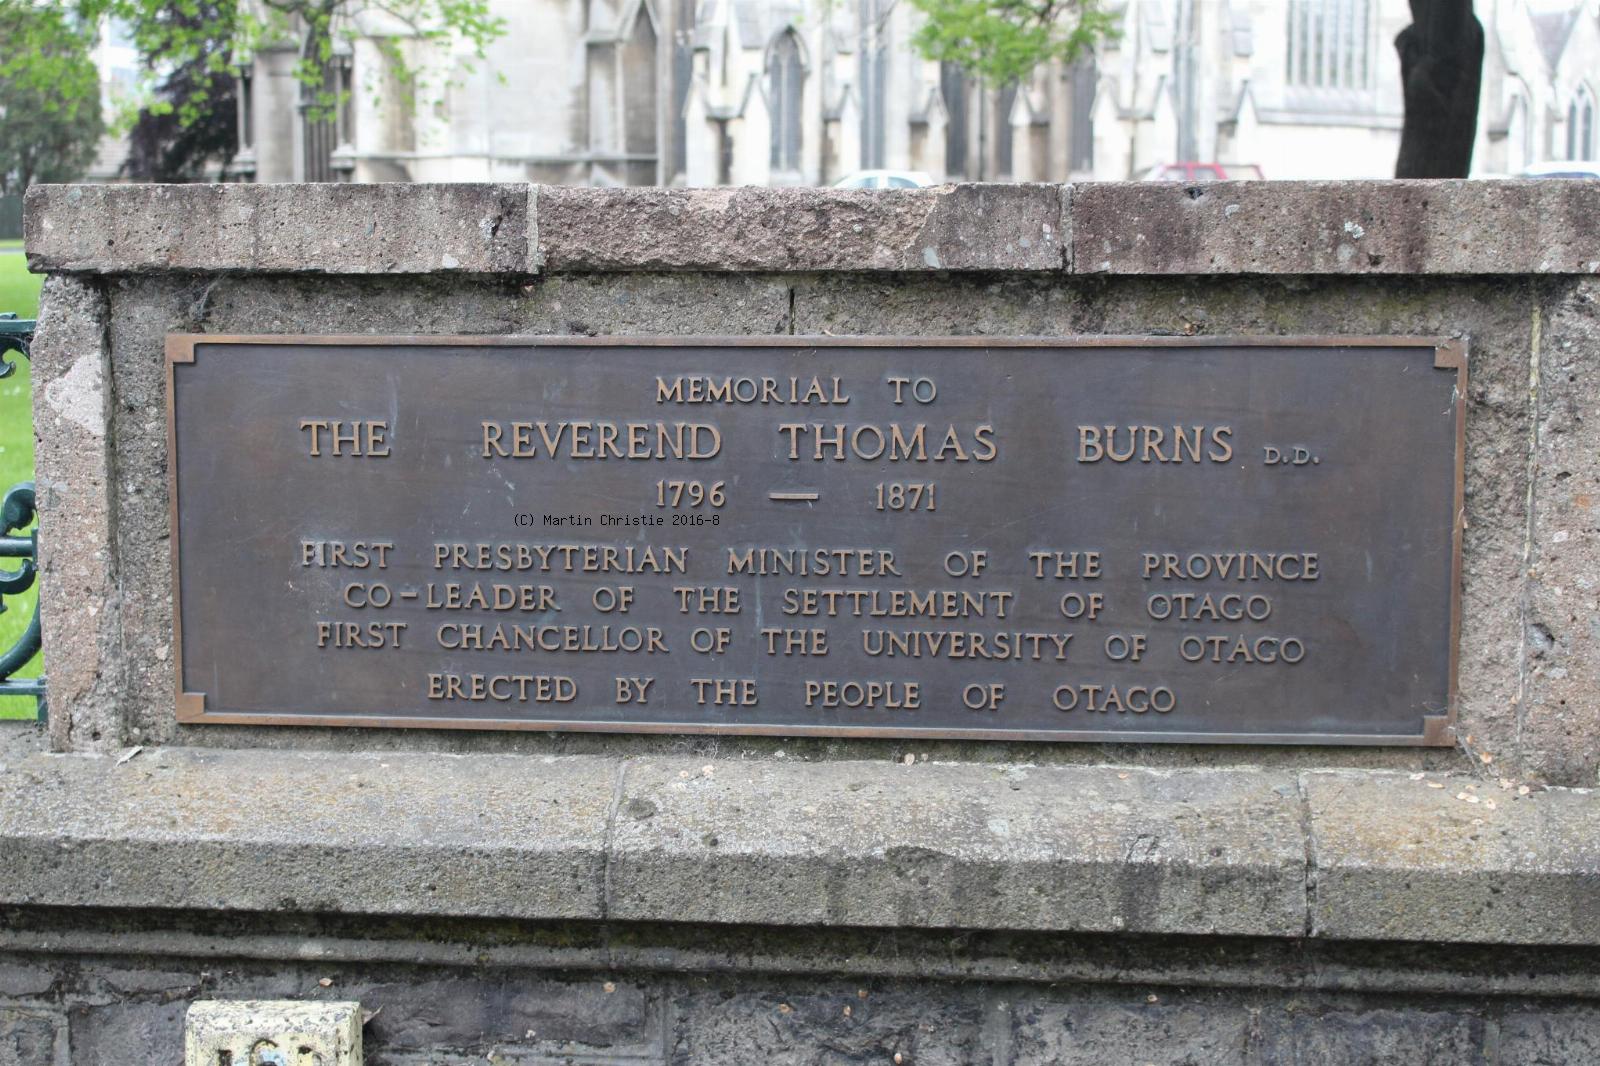 MEMORIAL TO
THE REVEREND THOMAS BURNS D.D.
1796 — 1871
(C) Martin Christie 2016-8
FIRST PRESBYTERIAN MINISTER OF THE PROVINCE
CO-LEADER OF THE SETTLEMENT OF OTAGO
FIRST CHANCELLOR OF THE UNIVERSITY OF OTAGO
ERECTED BY THE PEOPLE OF OTAGO